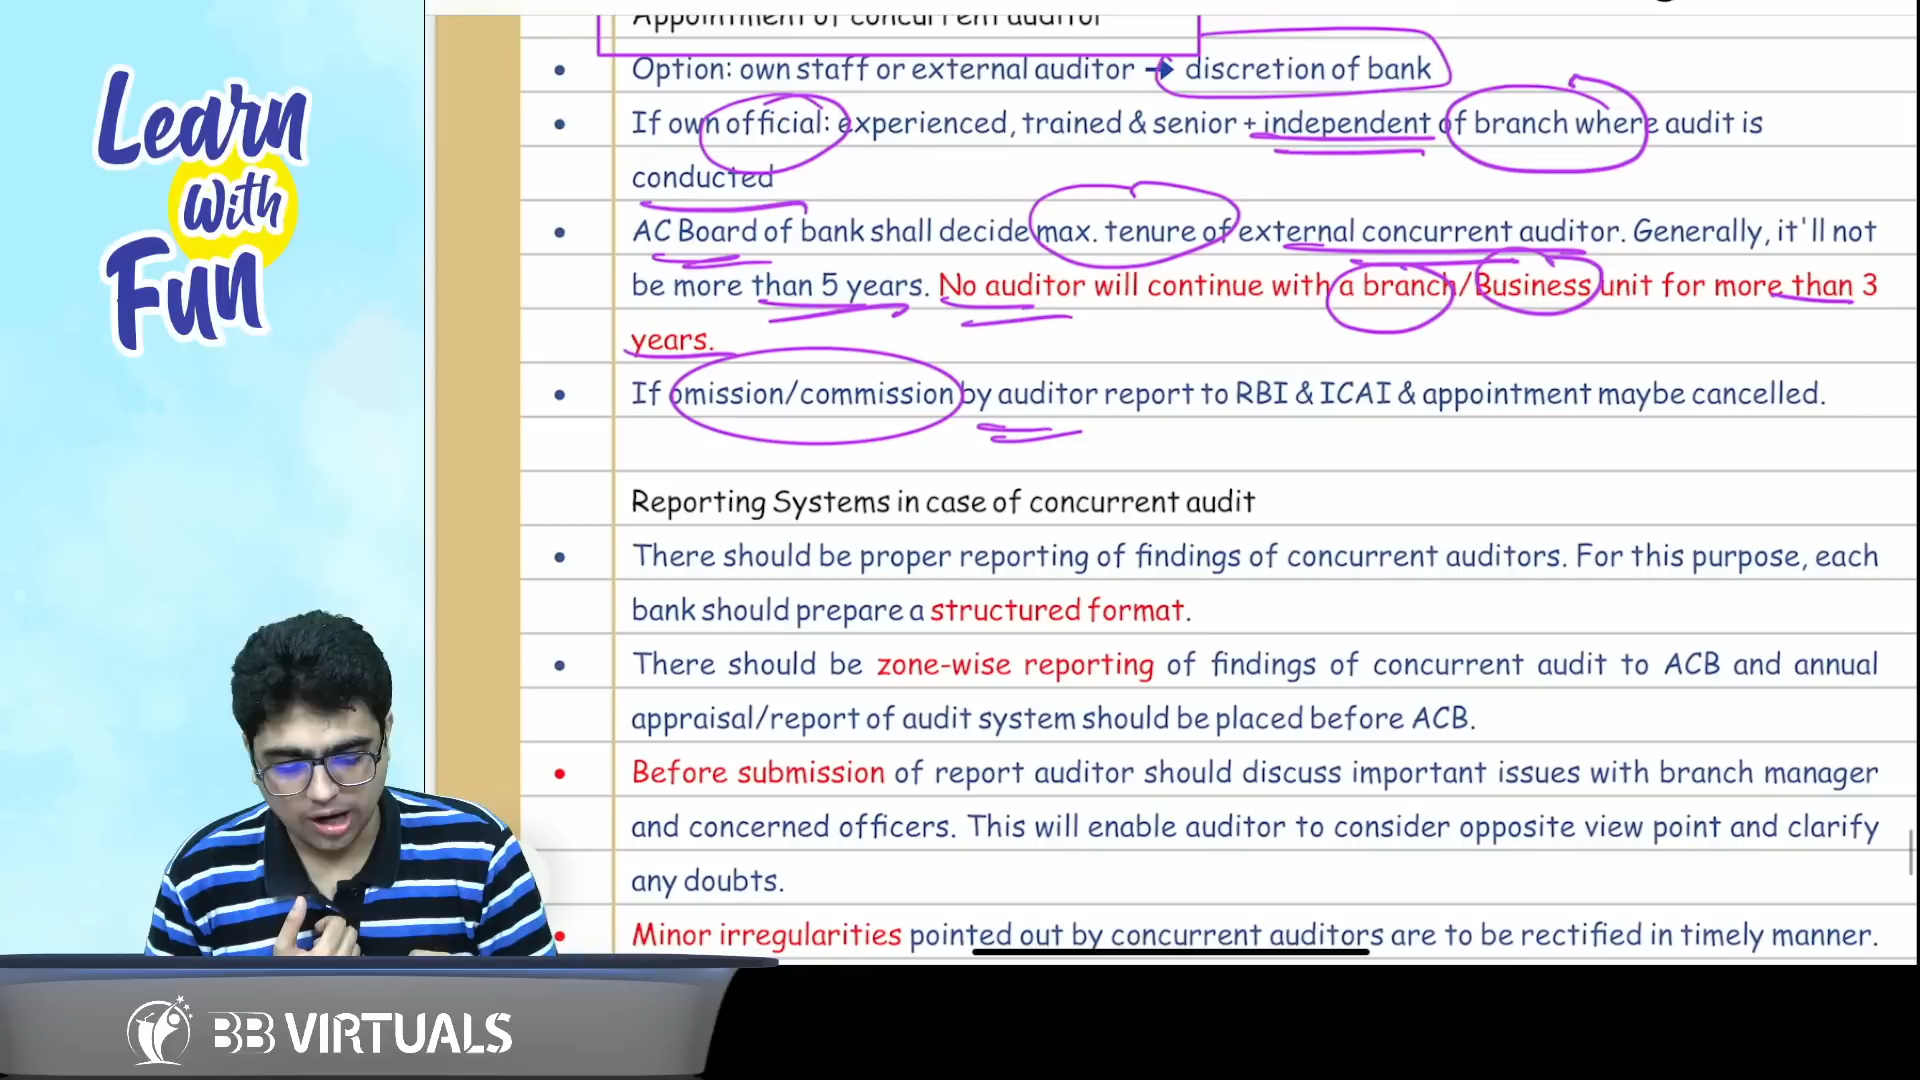 Learn
With
Fun
Appointment of concurrent auditor
• Option: own staff or external auditor → discretion of bank
• If own official: experienced, trained & senior + independent of branch where audit is
conducted
• AC Board of bank shall decide max. tenure of external concurrent auditor. Generally, it'll not
be more than 5 years. No auditor will continue with a branch/Business unit for more than 3
years.
• If omission/commission by auditor report to RBI & ICAI & appointment maybe cancelled.
Reporting Systems in case of concurrent audit
• There should be proper reporting of findings of concurrent auditors. For this purpose, each
bank should prepare a structured format.
• There should be zone-wise reporting of findings of concurrent audit to ACB and annual
appraisal/report of audit system should be placed before ACB.
• Before submission of report auditor should discuss important issues with branch manager
and concerned officers. This will enable auditor to consider opposite view point and clarify
any doubts.
• Minor irregularities pointed out by concurrent auditors are to be rectified in timely manner.
BB VIRTUALS